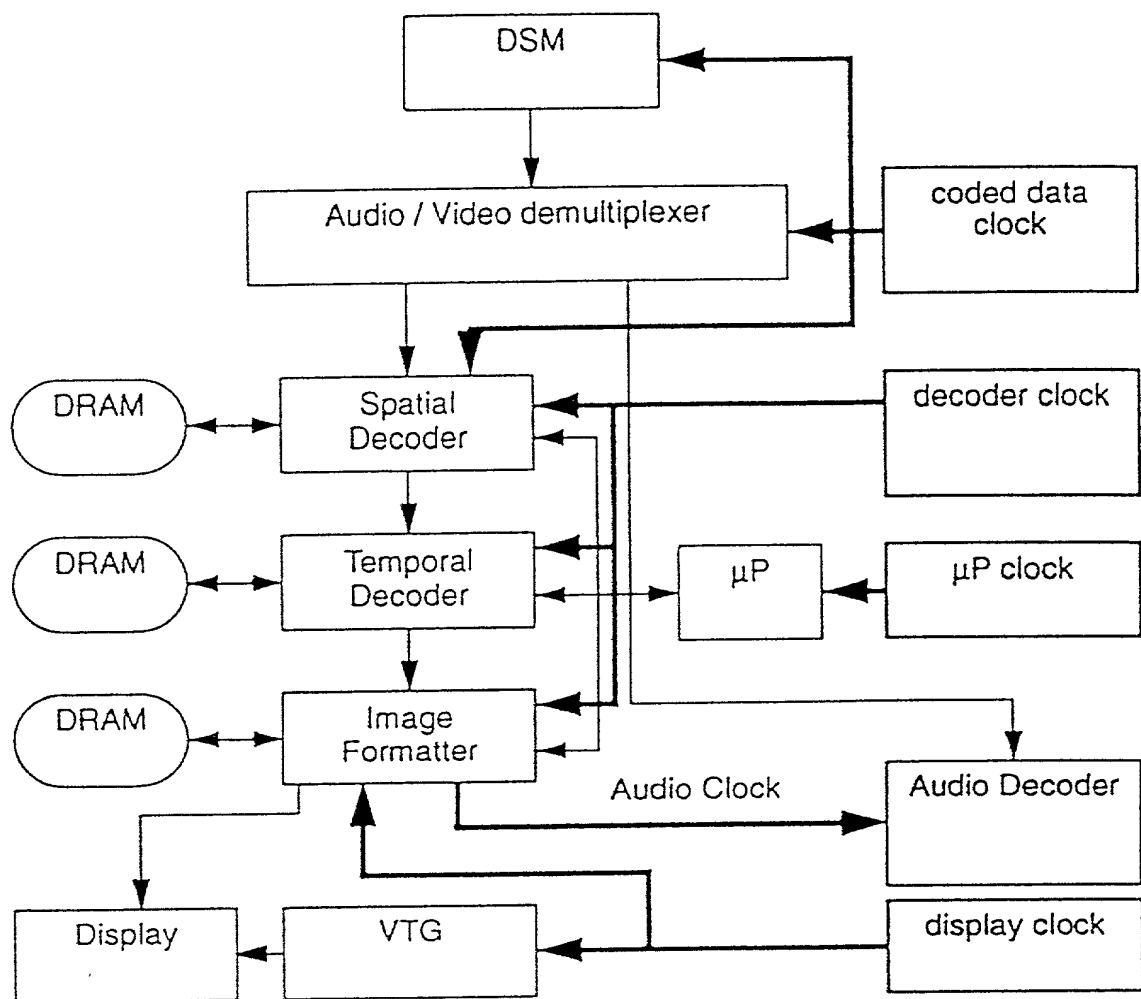 DSM
Audio / Video demultiplexer
coded data
clock
DRAM
Spatial
Decoder
decoder clock
DRAM
Temporal
Decoder
µP
µP clock
DRAM
Image
Formatter
Audio Clock
Audio Decoder
Display
VTG
display clock